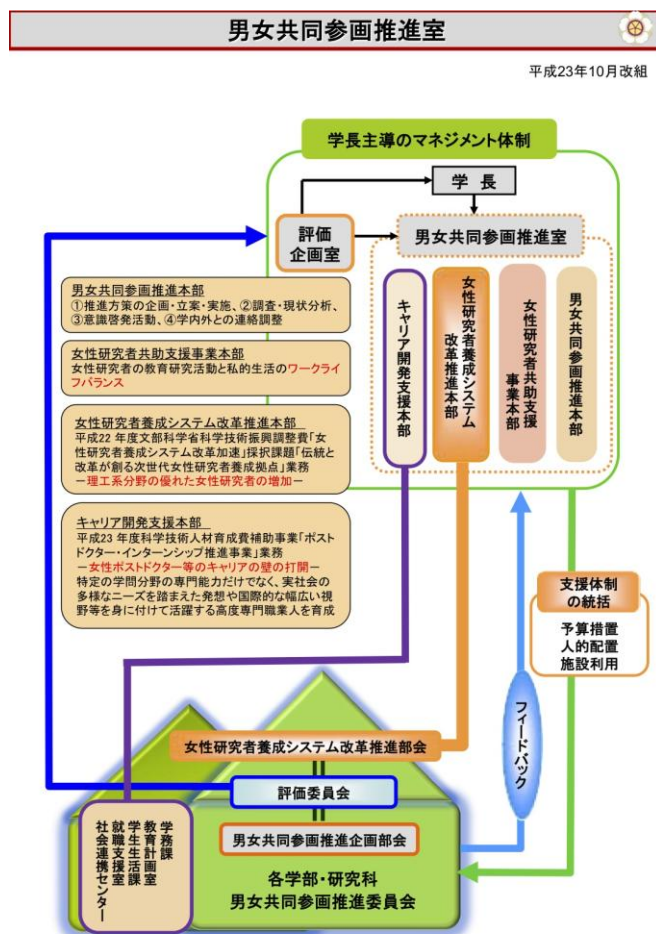 男女共同参画推進室
平成23年10月改組
学長主導のマネジメント体制
学 長
評価
企画室
男女共同参画推進室
キャリア開発支援本部
女性研究者養成システム
改革推進本部
女性研究者共助支援
事業本部
男女共同参画推進本部
男女共同参画推進本部
①推進方策の企画・立案・実施、②調査・現状分析、
③意識啓発活動、④学内外との連絡調整
女性研究者共助支援事業本部
女性研究者の教育研究活動と私的生活のワークライ
フバランス
女性研究者養成システム改革推進本部
平成22 年度文部科学省科学技術振興調整費「女
性研究者養成システム改革加速」採択課題「伝統と
改革が創る次世代女性研究者養成拠点」業務
―理工系分野の優れた女性研究者の増加―
キャリア開発支援本部
平成23 年度科学技術人材育成費補助事業「ポスト
ドクター・インターンシップ推進事業」業務
―女性ポストドクター等のキャリアの壁の打開―
特定の学問分野の専門能力だけでなく、実社会の
多様なニーズを踏まえた発想や国際的な幅広い視
野等を身に付けて活躍する高度専門職業人を育成
支援体制
の統括
予算措置
人的配置
施設利用
フィードバック
女性研究者養成システム改革推進部会
評価委員会
男女共同参画推進企画部会
各学部・研究科
男女共同参画推進委員会
学務課
教育計画室
学生生活課
就職支援室
社会連携センター